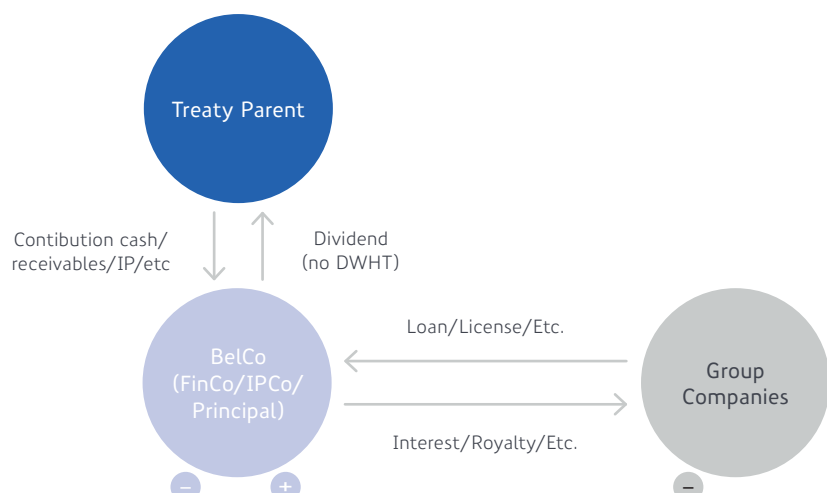 Treaty Parent
Contibution cash/
receivables/IP/etc
Dividend
(no DWHT)
BelCo
(FinCo/IPCo/
Principal)
Loan/License/Etc.
Interest/Royalty/Etc.
Group
Companies
−
+
−